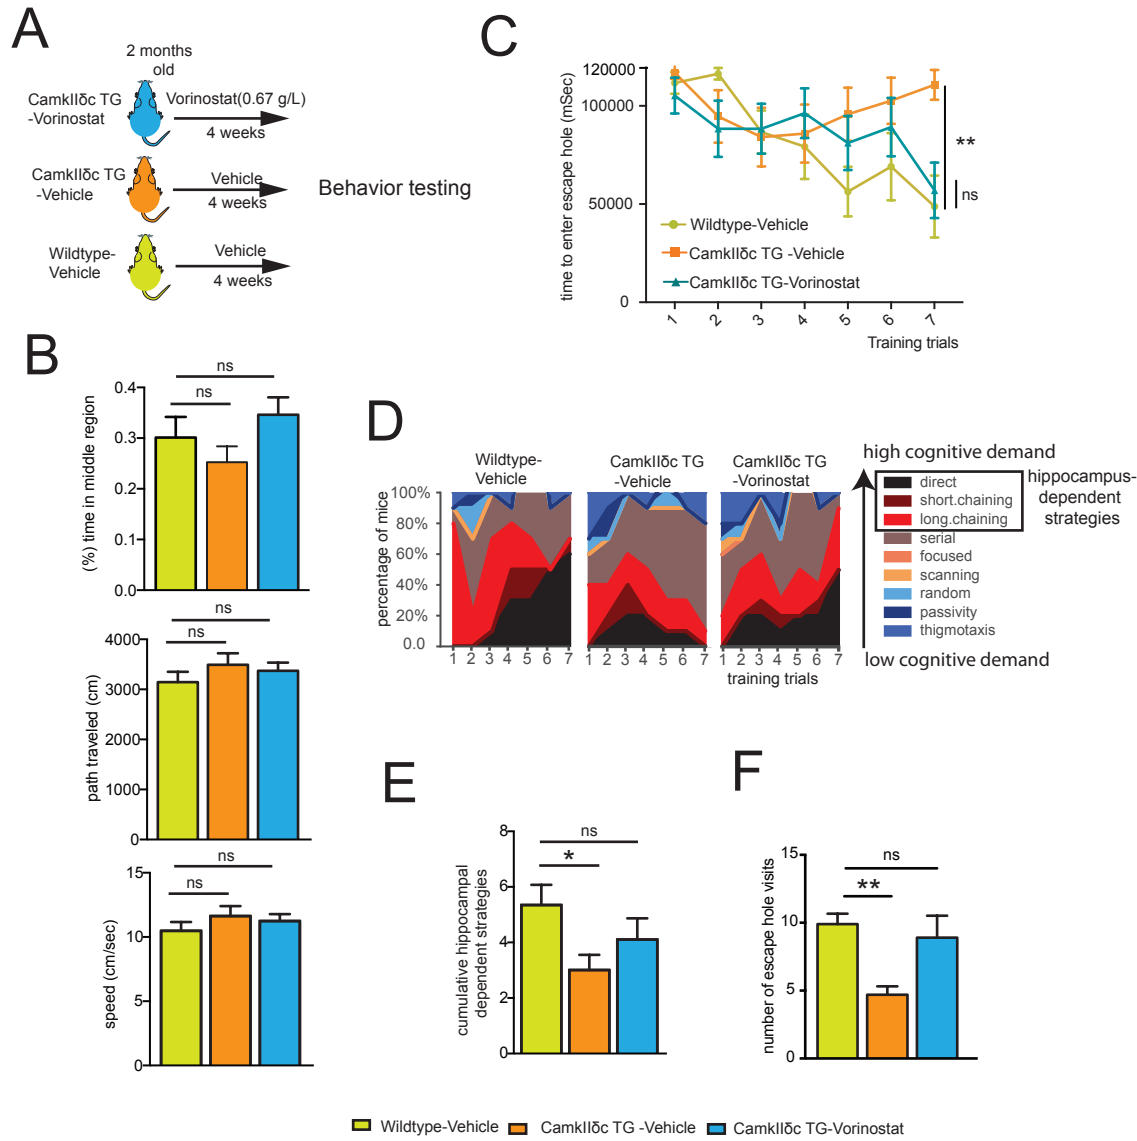 A
2 months
old
CamkIIδc TG
-Vorinostat
Vorinostat(0.67 g/L)
4 weeks
CamkIIδc TG
-Vehicle
Vehicle
4 weeks
Behavior testing
Wildtype-
Vehicle
Vehicle
4 weeks
B
ns
ns
0.4
0.3
0.2
0.1
0.0
(%) time in middle region
ns
ns
4000
3000
2000
1000
0
path traveled (cm)
ns
ns
15
10
5
0
speed (cm/sec)
C
120000
100000
50000
0
time to enter escape hole (mSec)
**
ns
Wildtype-Vehicle
CamkIIδc TG -Vehicle
CamkIIδc TG-Vorinostat
1 2 3 4 5 6 7
Training trials
D
Wildtype-
Vehicle
CamkIIδc TG
-Vehicle
CamkIIδc TG
-Vorinostat
100%
80%
60%
40%
20%
0.0
percentage of mice
1 2 3 4 5 6 7
1 2 3 4 5 6 7
1 2 3 4 5 6 7
training trials
high cognitive demand
direct
short.chaining
long.chaining
serial
focused
scanning
random
passivity
thigmotaxis
low cognitive demand
hippocampus-
dependent
strategies
E
ns
*
8
6
4
2
0
cumulative hippocampal
dependent strategies
F
ns
**
15
10
5
0
number of escape hole visits
Wildtype-Vehicle
CamkIIδc TG -Vehicle
CamkIIδc TG-Vorinostat